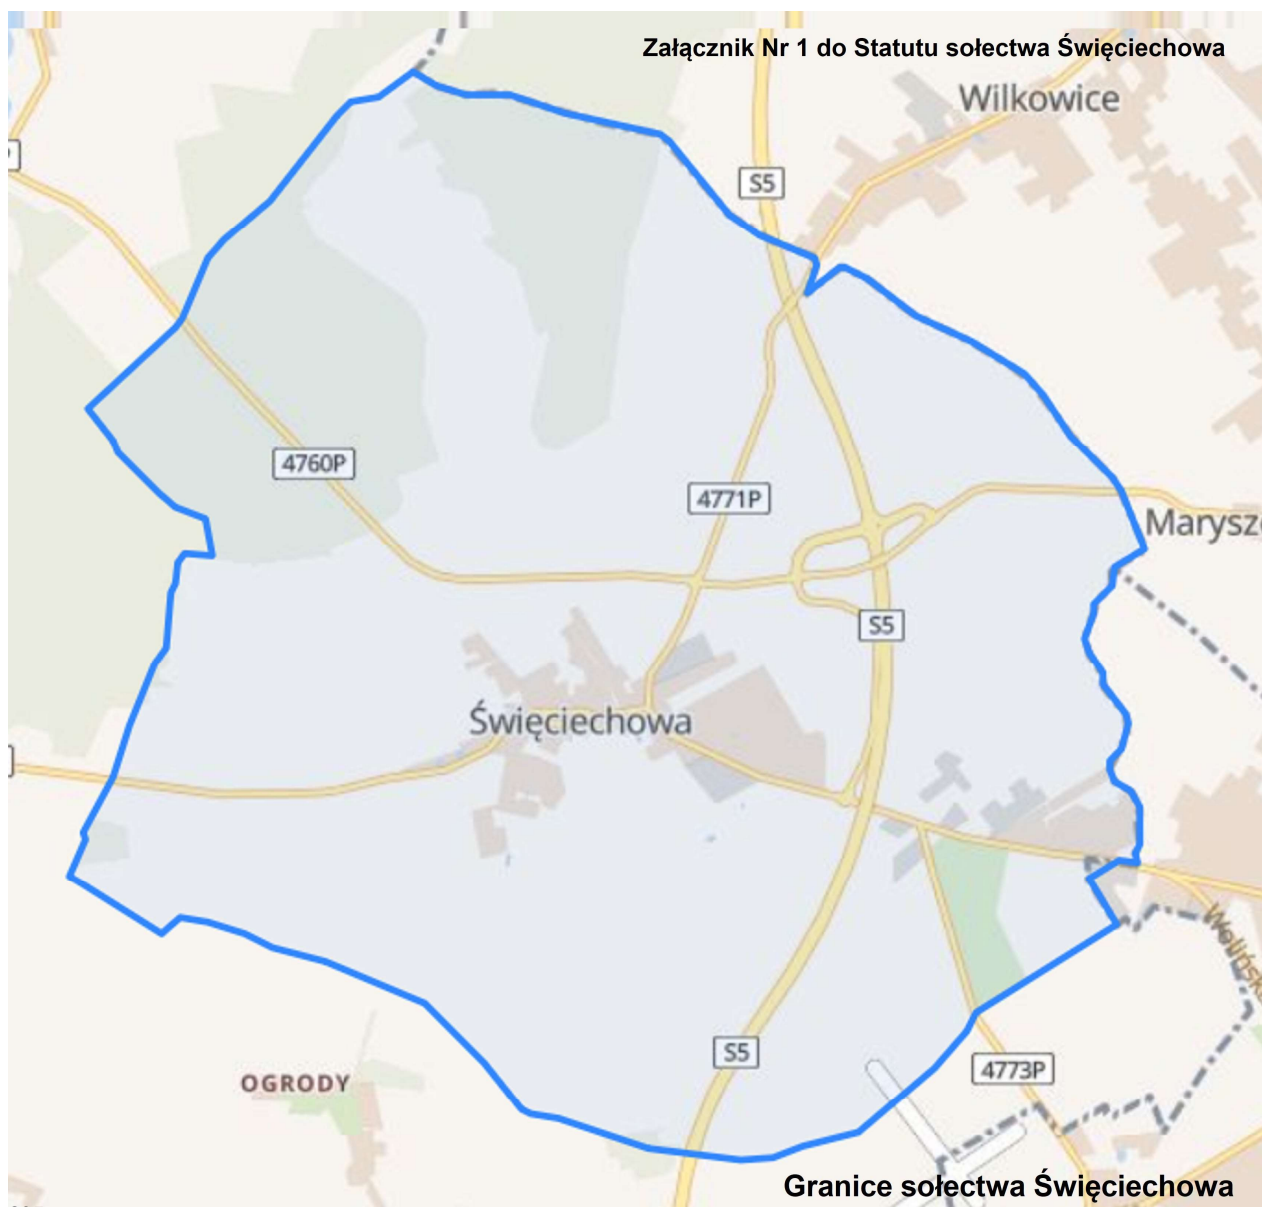 Załącznik Nr 1 do Statutu sołectwa Święciechowa
Wilkowice
S5
4760P
4771P
Marysz
S5
Święciechowa
S5
4773P
OGRODY
Granice sołectwa Święciechowa